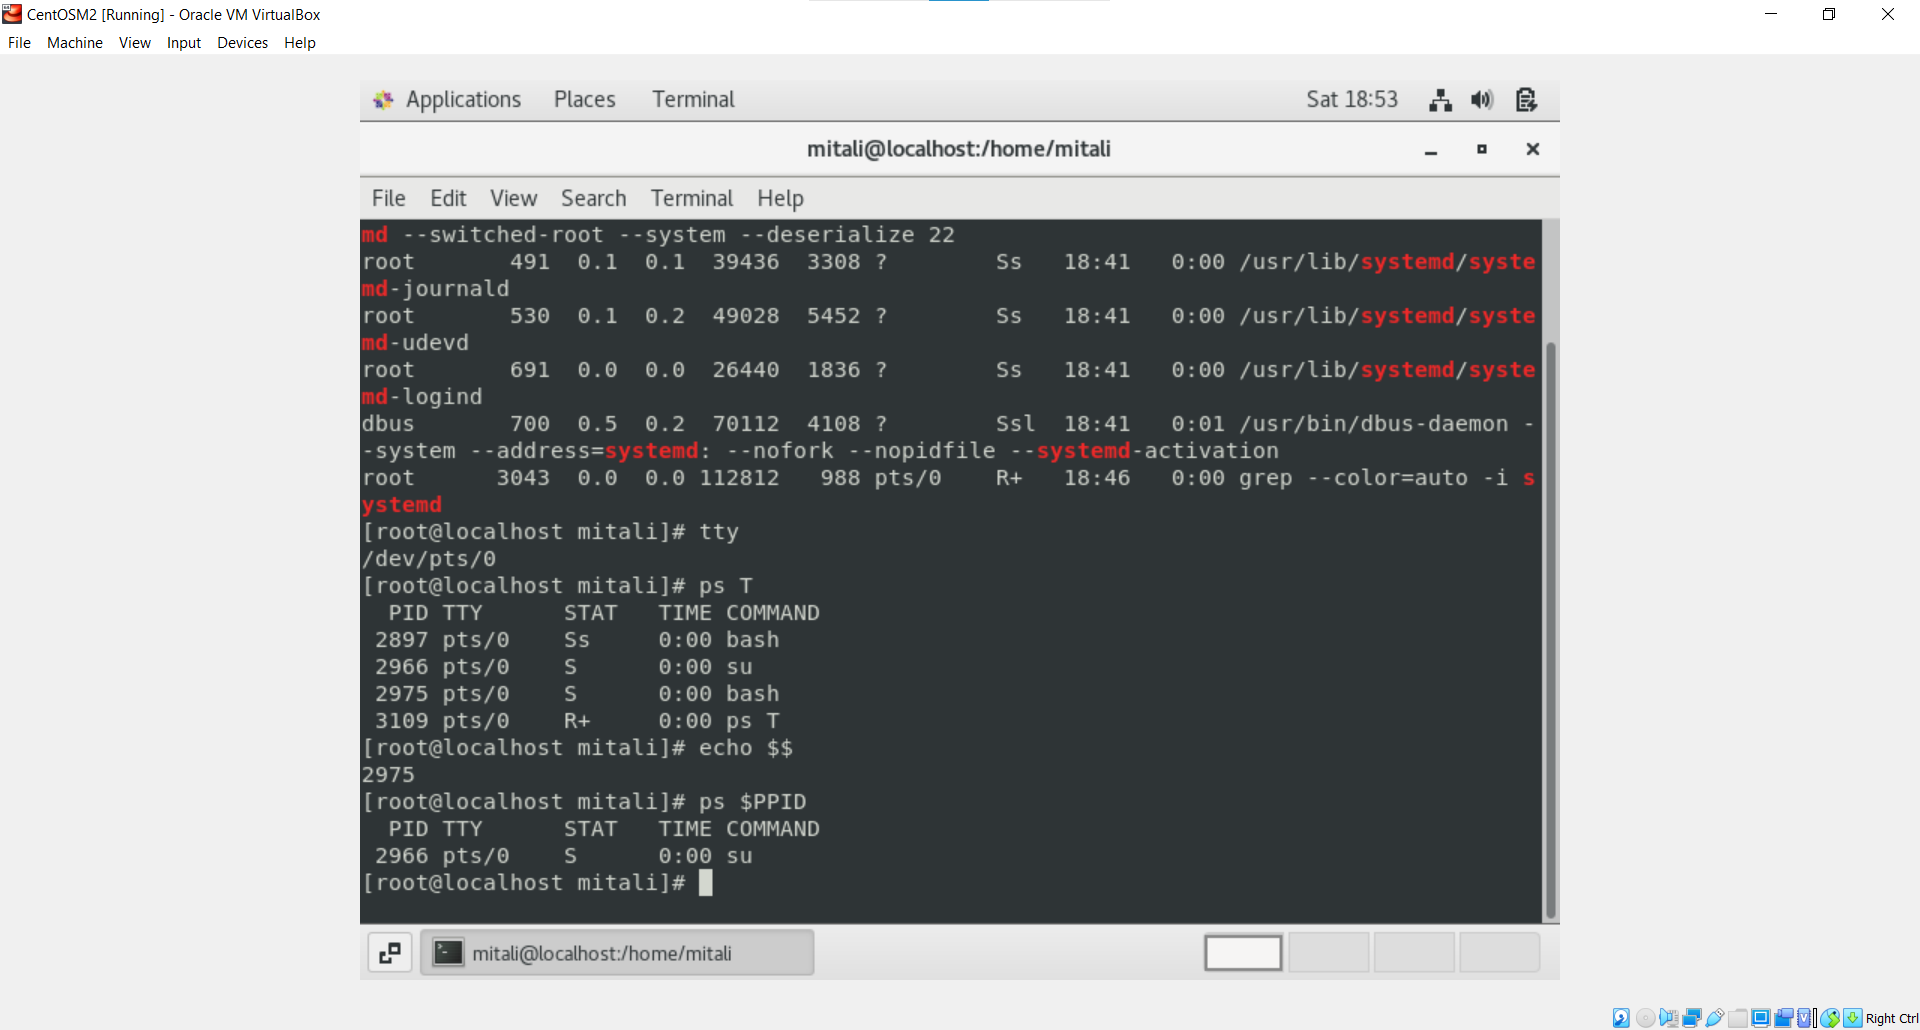 CentOSM2 [Running] - Oracle VM VirtualBox
File Machine View Input Devices Help
Applications Places Terminal Sat 18:53
mitali@localhost:/home/mitali
File Edit View Search Terminal Help
md --switched-root --system --deserialize 22
root       491  0.1  0.1  39436  3308 ?        Ss   18:41   0:00 /usr/lib/systemd/syste
md-journald
root       530  0.1  0.2  49028  5452 ?        Ss   18:41   0:00 /usr/lib/systemd/syste
md-udevd
root       691  0.0  0.0  26440  1836 ?        Ss   18:41   0:00 /usr/lib/systemd/syste
md-logind
dbus       700  0.5  0.2  70112  4108 ?        Ssl  18:41   0:01 /usr/bin/dbus-daemon -
-system --address=systemd: --nofork --nopidfile --systemd-activation
root      3043  0.0  0.0 112812   988 pts/0    R+   18:46   0:00 grep --color=auto -i s
ystemd
[root@localhost mitali]# tty
/dev/pts/0
[root@localhost mitali]# ps T
  PID TTY      STAT   TIME COMMAND
 2897 pts/0    Ss     0:00 bash
 2966 pts/0    S      0:00 su
 2975 pts/0    S      0:00 bash
 3109 pts/0    R+     0:00 ps T
[root@localhost mitali]# echo $$
2975
[root@localhost mitali]# ps $PPID
  PID TTY      STAT   TIME COMMAND
 2966 pts/0    S      0:00 su
[root@localhost mitali]#
mitali@localhost:/home/mitali
Right Ctrl